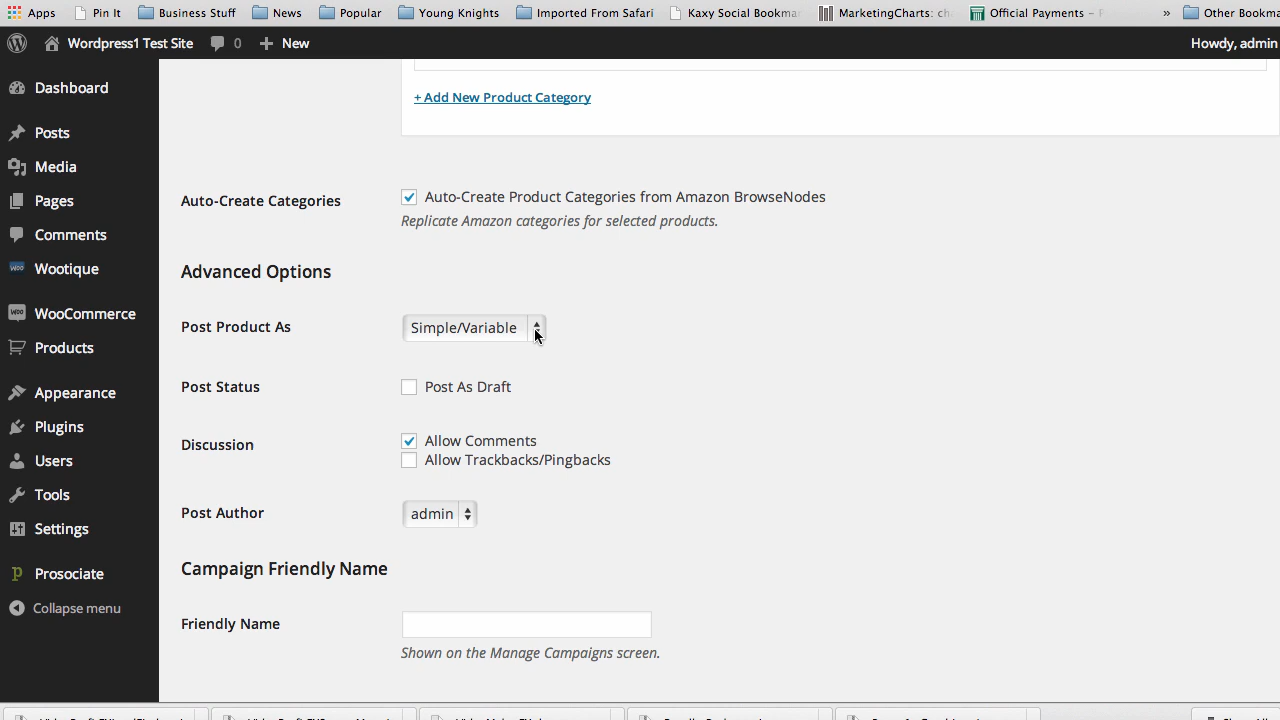 Apps Pin It Business Stuff News Popular Young Knights Imported From Safari Kaxy Social Bookma MarketingCharts: ch Official Payments – P » Other Bookma
Wordpress1 Test Site 0 + New Howdy, admin
Dashboard
+ Add New Product Category
Posts
Media
Auto-Create Categories Auto-Create Product Categories from Amazon BrowseNodes
Pages
Replicate Amazon categories for selected products.
Comments
Wootique
Advanced Options
WooCommerce
Post Product As Simple/Variable
Products
Post Status Post As Draft
Appearance
Plugins
Discussion Allow Comments
Allow Trackbacks/Pingbacks
Users
Tools
Post Author admin
Settings
Campaign Friendly Name
Prosociate
Collapse menu
Friendly Name
Shown on the Manage Campaigns screen.